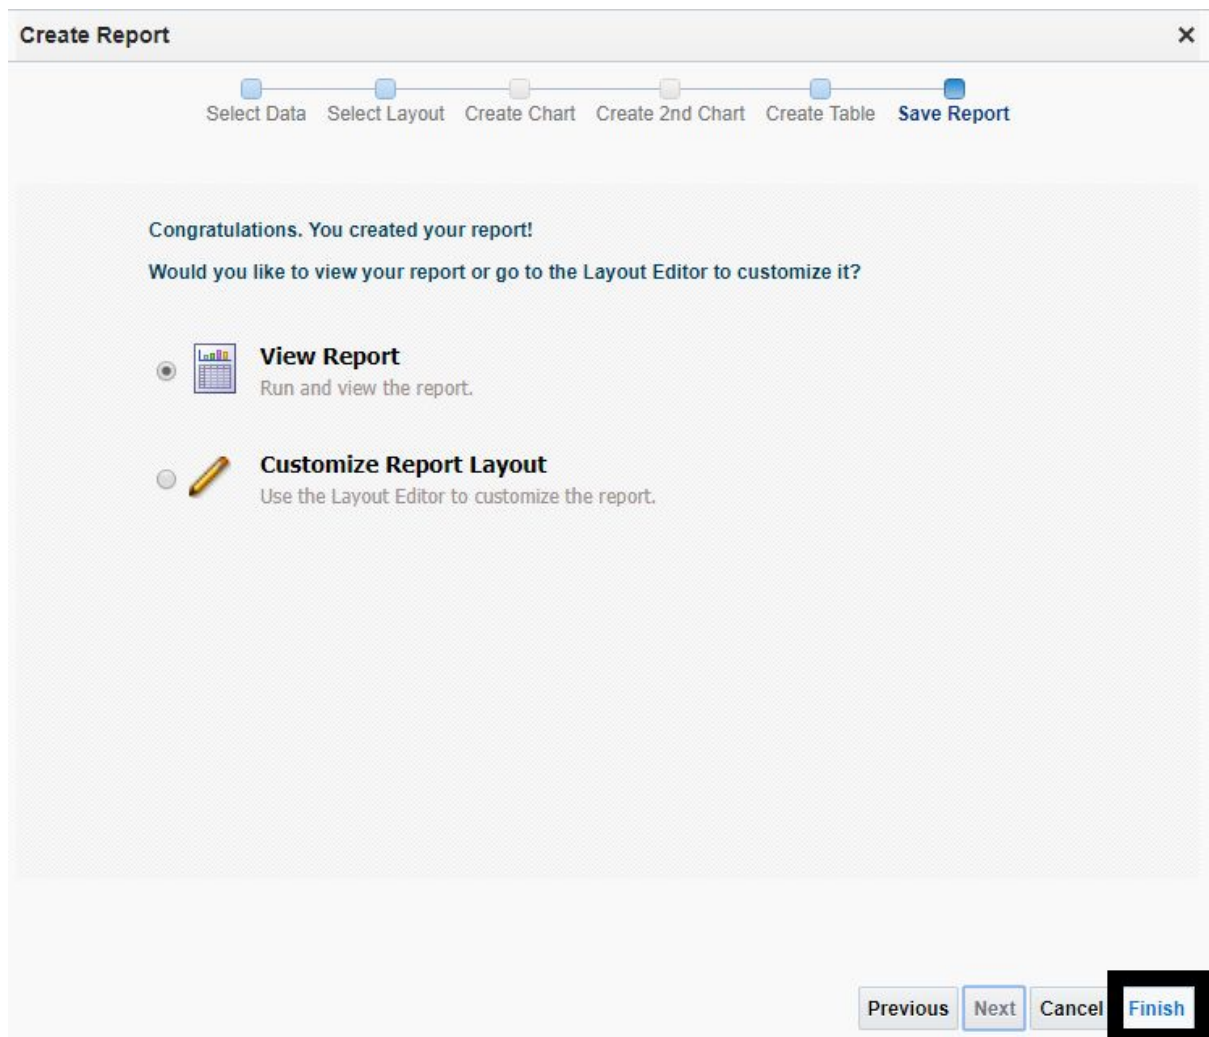 Create Report
Select Data Select Layout Create Chart Create 2nd Chart Create Table Save Report
Congratulations. You created your report!
Would you like to view your report or go to the Layout Editor to customize it?
View Report
Run and view the report.
Customize Report Layout
Use the Layout Editor to customize the report.
Previous Next Cancel Finish